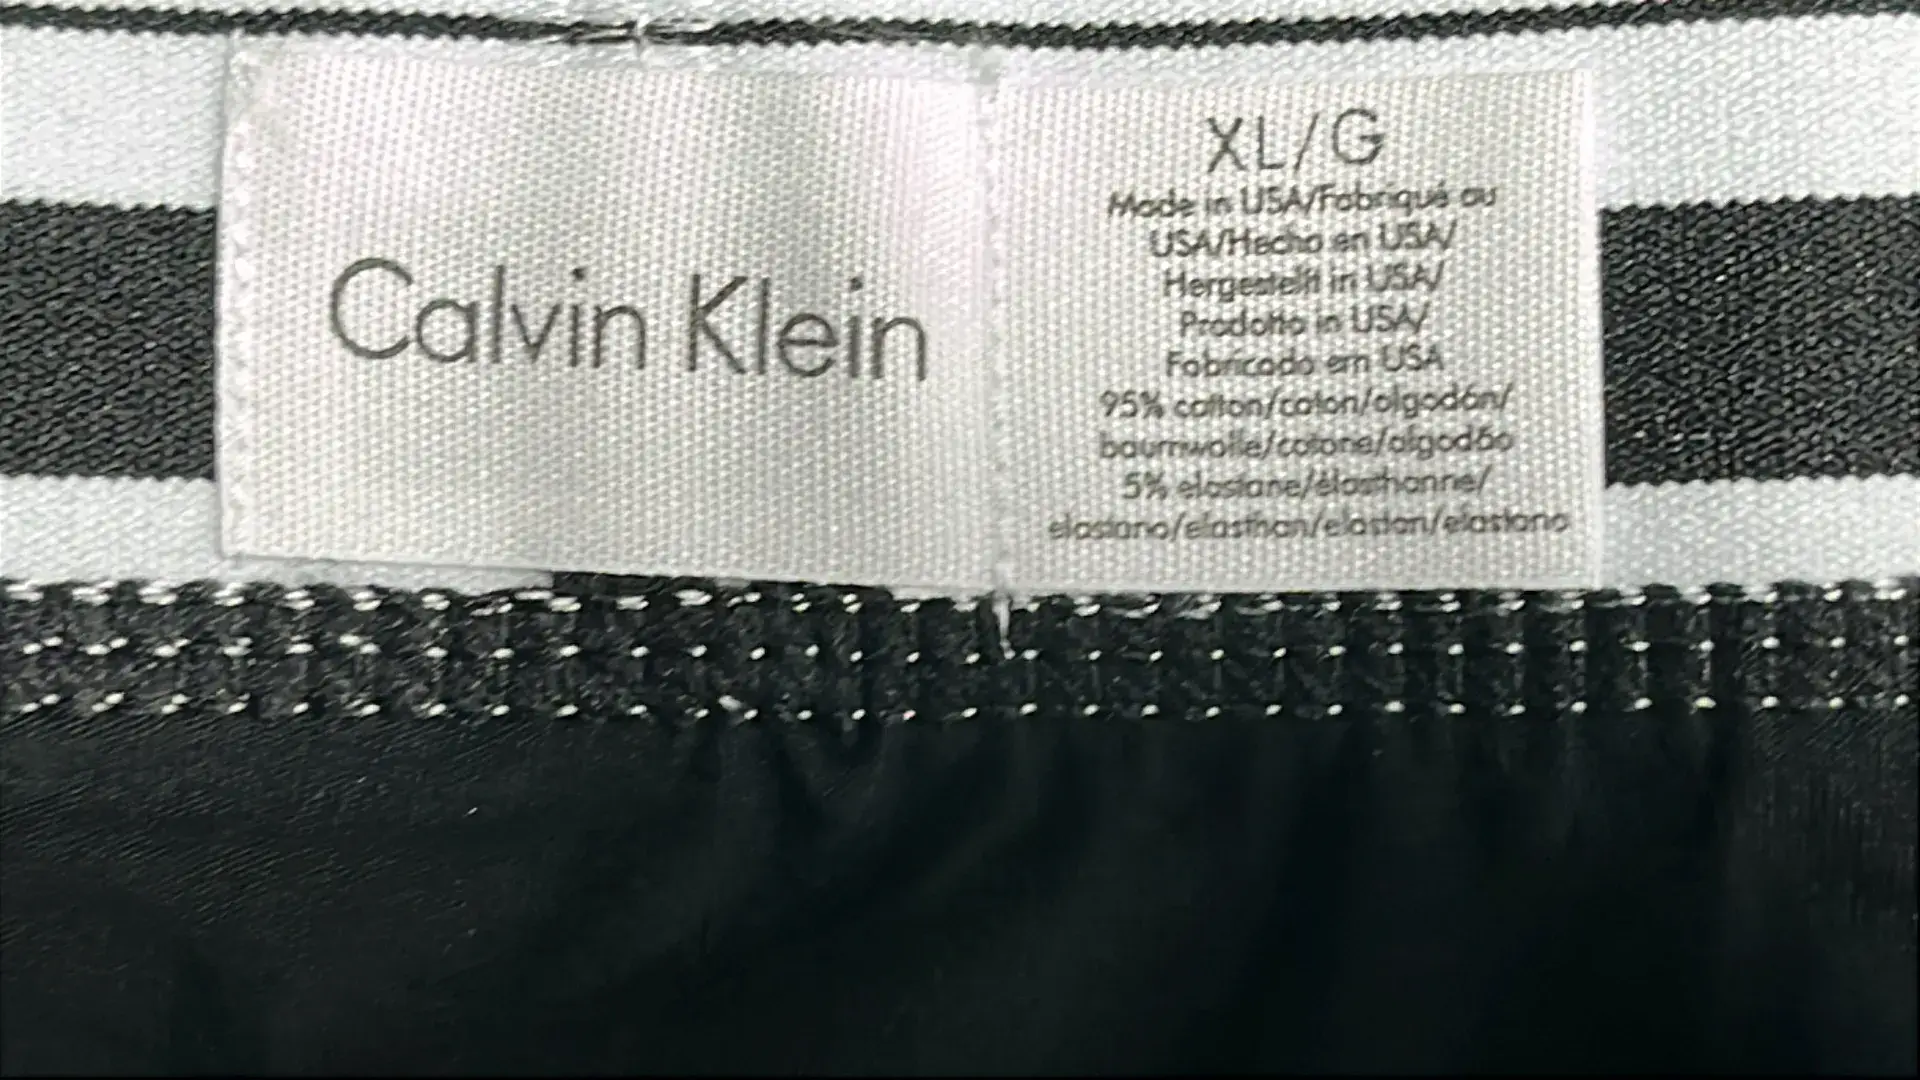 Calvin Klein
XL/G
Made in USA/Fabriqué au
USA/Hecho en USA/
Hergestellt in USA/
Prodotto in USA/
Fabricado em USA
95% cotton/coton/algodón/
baumwolle/cotone/algodão
5% elastane/élasthanne/
elastano/elasthan/elastan/elastano